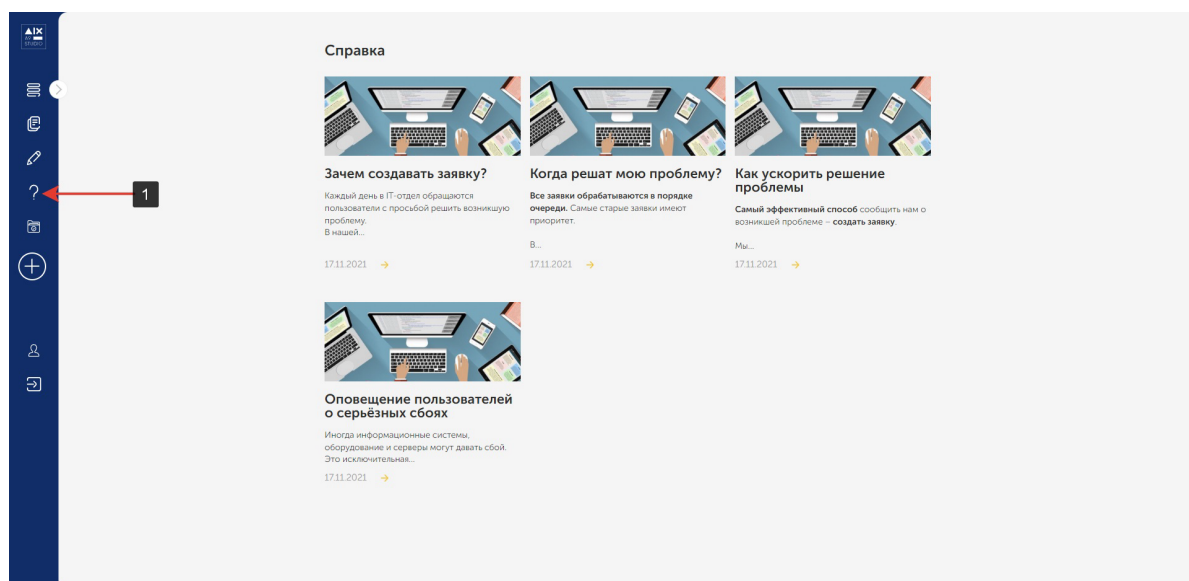 AIX
STUDIO
Справка
Зачем создавать заявку?
Каждый день в IT-отдел обращаются
пользователи с просьбой решить возникшую
проблему.
В нашей...
17.11.2021
Когда решат мою проблему?
Все заявки обрабатываются в порядке
очереди. Самые старые заявки имеют
приоритет.
В...
17.11.2021
Как ускорить решение
проблемы
Самый эффективный способ сообщить нам о
возникшей проблеме – создать заявку.
Мы...
17.11.2021
1
Оповещение пользователей
о серьёзных сбоях
Иногда информационные системы,
оборудование и серверы могут давать сбой.
Это исключительная...
17.11.2021